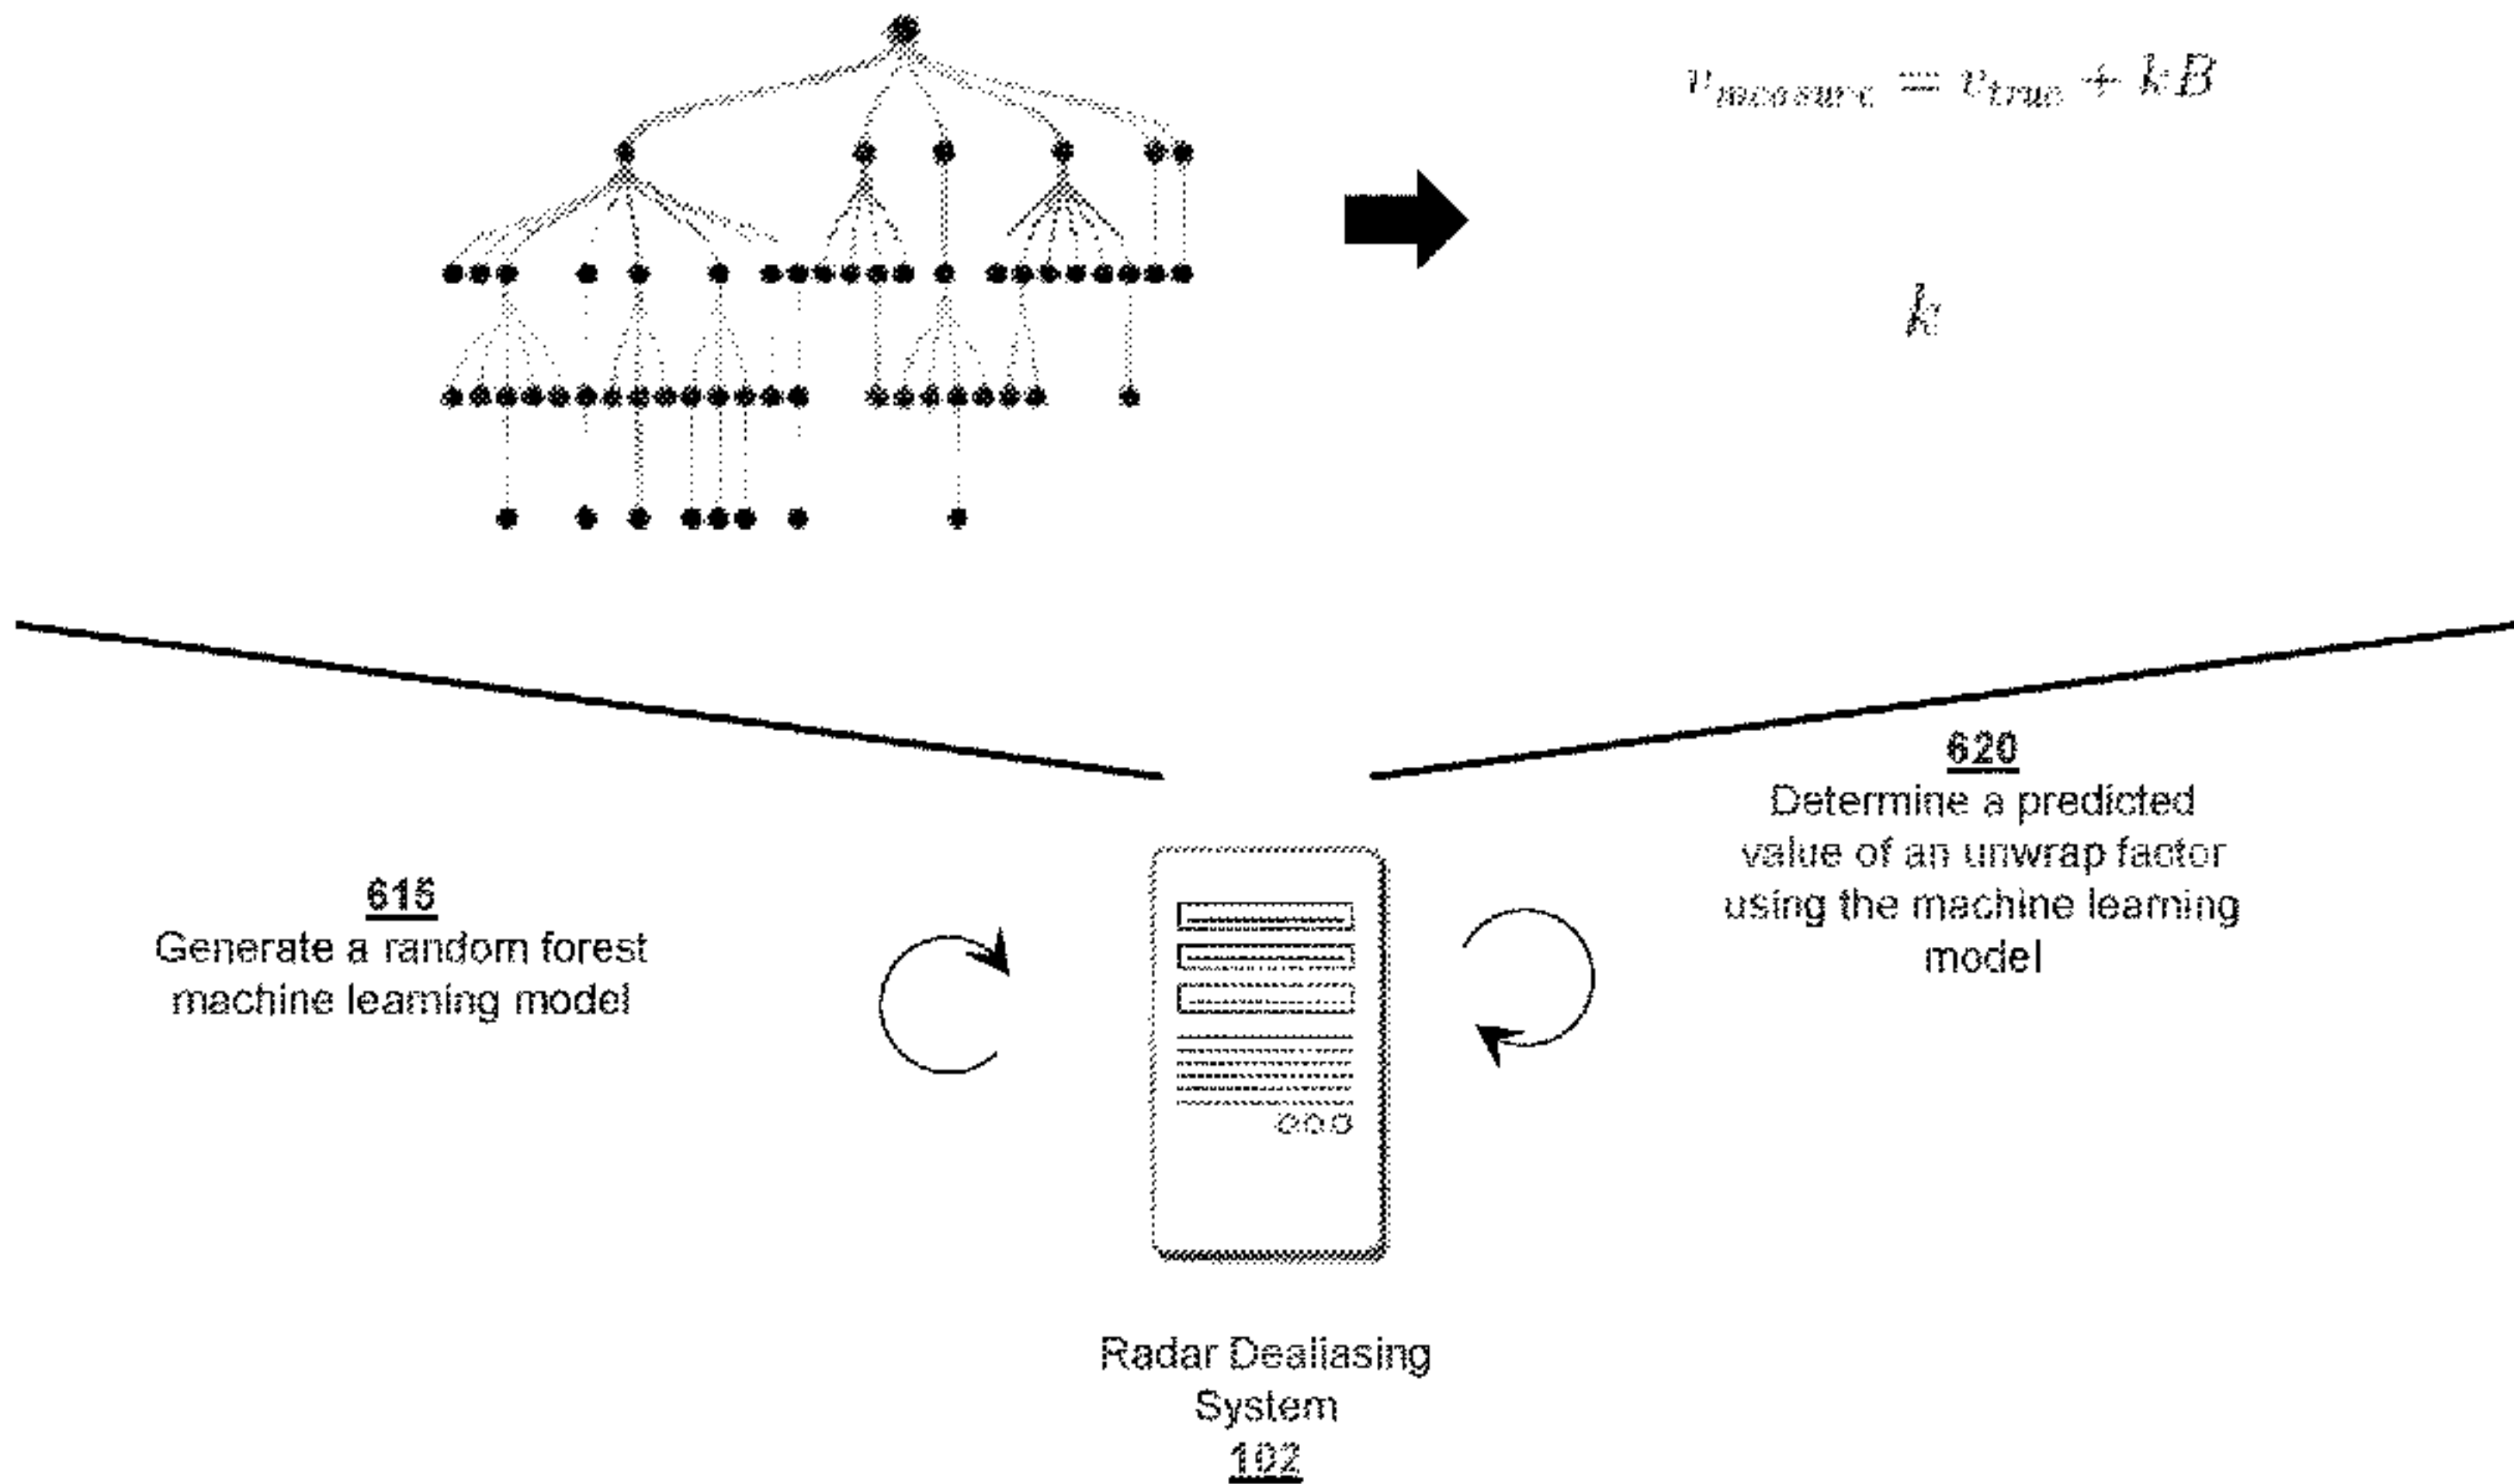 v_measure = v_true + kB
k
620
Determine a predicted
value of an unwrap factor
using the machine learning
model
615
Generate a random forest
machine learning model
Radar Dealiasing
System
102